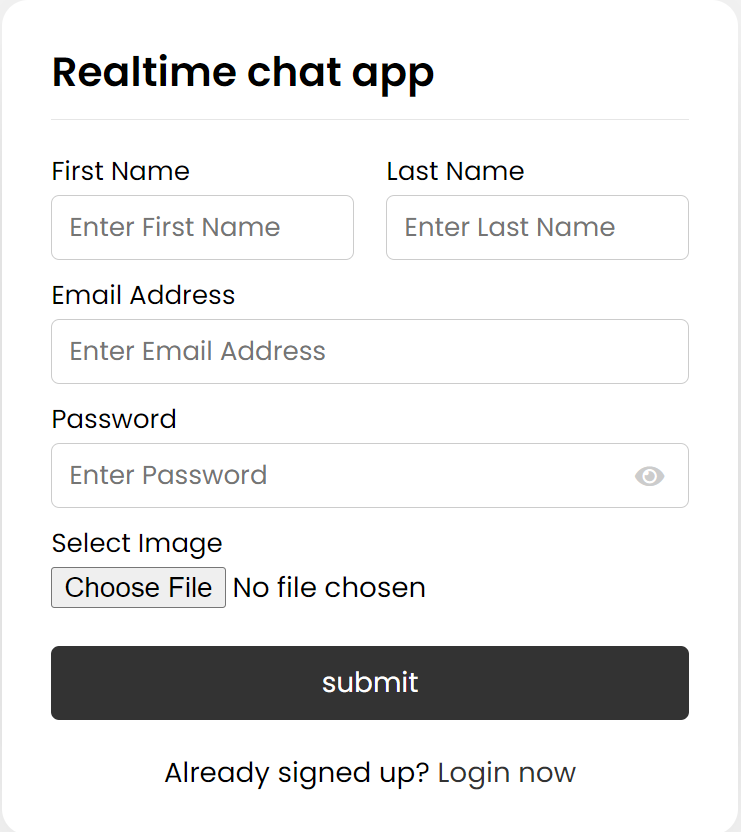 Realtime chat app
First Name Last Name
Enter First Name Enter Last Name
Email Address
Enter Email Address
Password
Enter Password
Select Image
Choose File No file chosen
submit
Already signed up? Login now